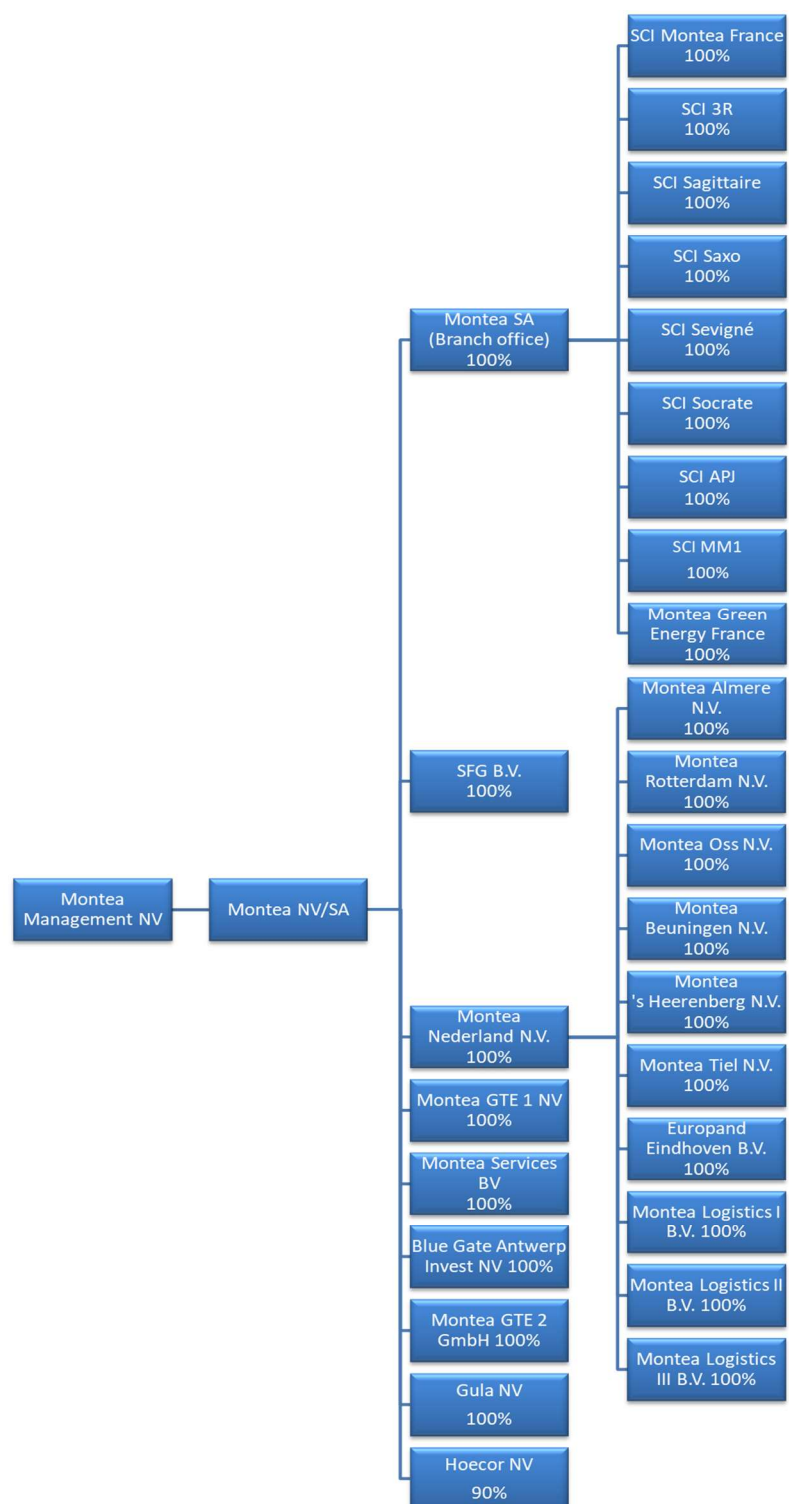 Montea
Management NV
Montea NV/SA
Montea SA
(Branch office)
100%
SFG B.V.
100%
Montea
Nederland N.V.
100%
Montea GTE 1 NV
100%
Montea Services
BV
100%
Blue Gate Antwerp
Invest NV 100%
Montea GTE 2
GmbH 100%
Gula NV
100%
Hoecor NV
90%
SCI Montea France
100%
SCI 3R
100%
SCI Sagittaire
100%
SCI Saxo
100%
SCI Sevigné
100%
SCI Socrate
100%
SCI APJ
100%
SCI MM1
100%
Montea Green
Energy France
100%
Montea Almere
N.V.
100%
Montea
Rotterdam N.V.
100%
Montea Oss N.V.
100%
Montea
Beuningen N.V.
100%
Montea
's Heerenberg N.V.
100%
Montea Tiel N.V.
100%
Europand
Eindhoven B.V.
100%
Montea Logistics I
B.V. 100%
Montea Logistics II
B.V. 100%
Montea Logistics
III B.V. 100%